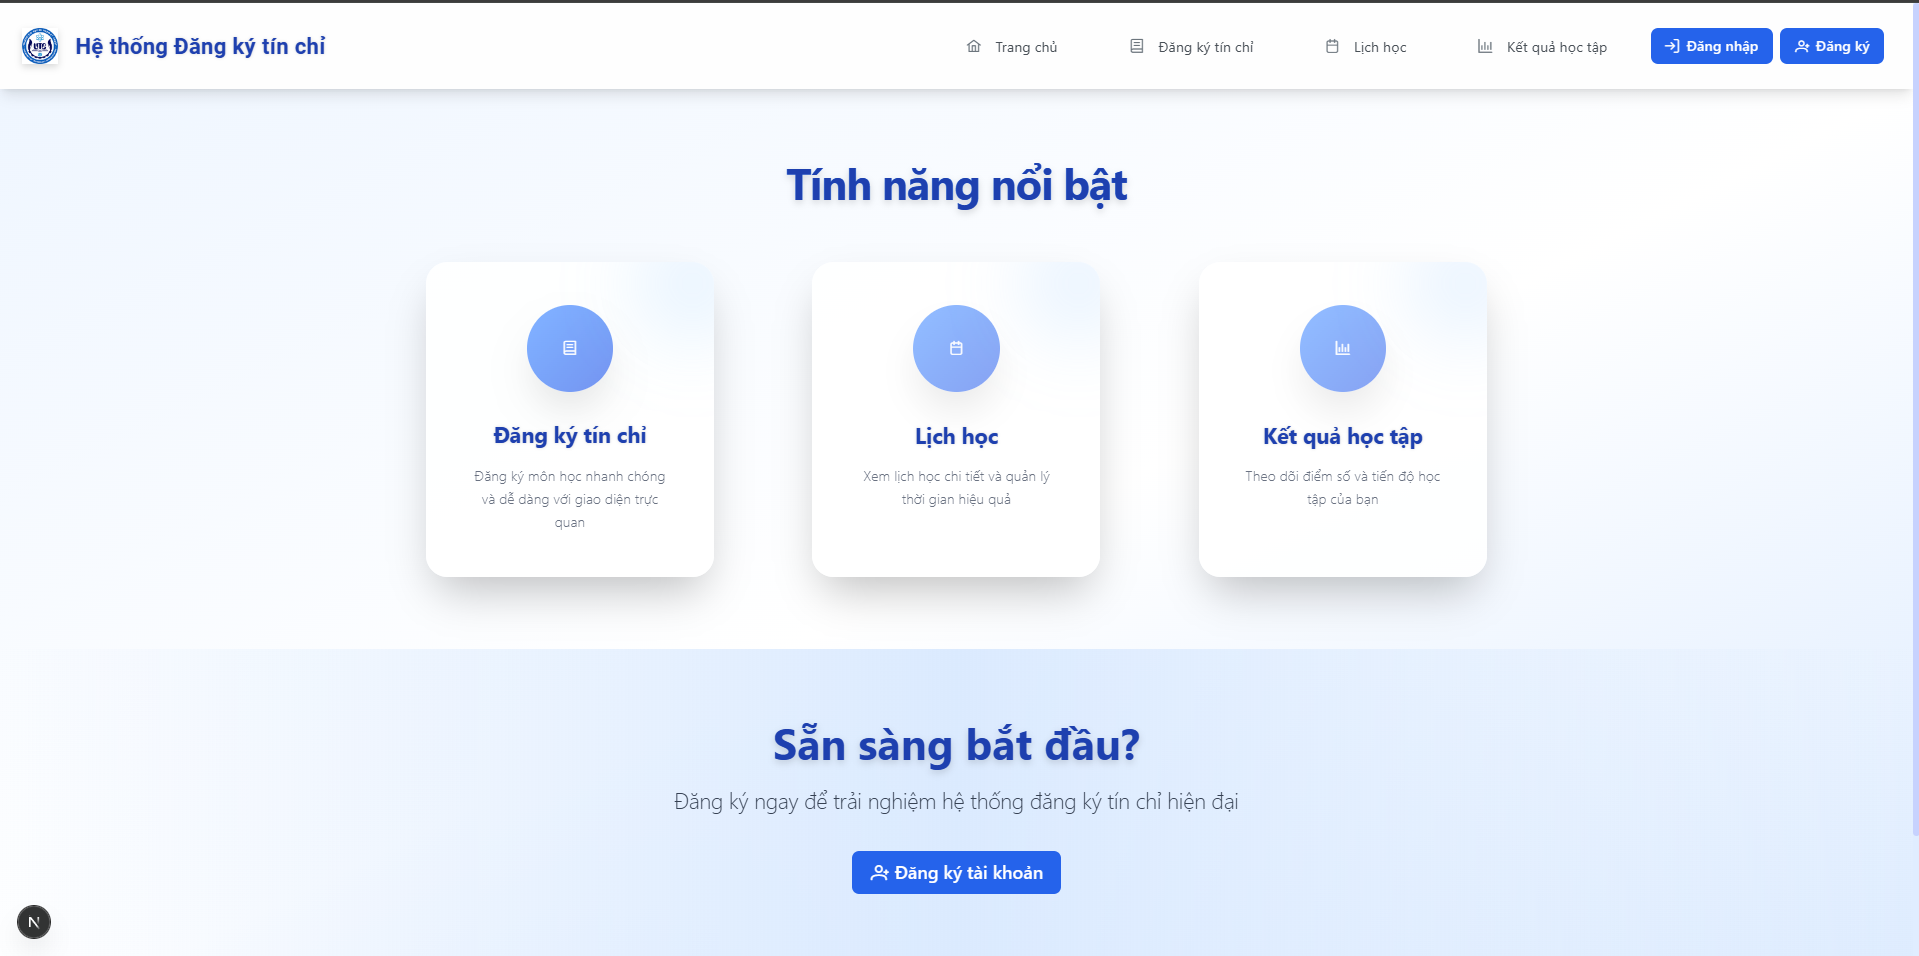 Hệ thống Đăng ký tín chỉ
Trang chủ
Đăng ký tín chỉ
Lịch học
Kết quả học tập
Đăng nhập
Đăng ký
Tính năng nổi bật
Đăng ký tín chỉ
Đăng ký môn học nhanh chóng
và dễ dàng với giao diện trực
quan
Lịch học
Xem lịch học chi tiết và quản lý
thời gian hiệu quả
Kết quả học tập
Theo dõi điểm số và tiến độ học
tập của bạn
Sẵn sàng bắt đầu?
Đăng ký ngay để trải nghiệm hệ thống đăng ký tín chỉ hiện đại
Đăng ký tài khoản
N